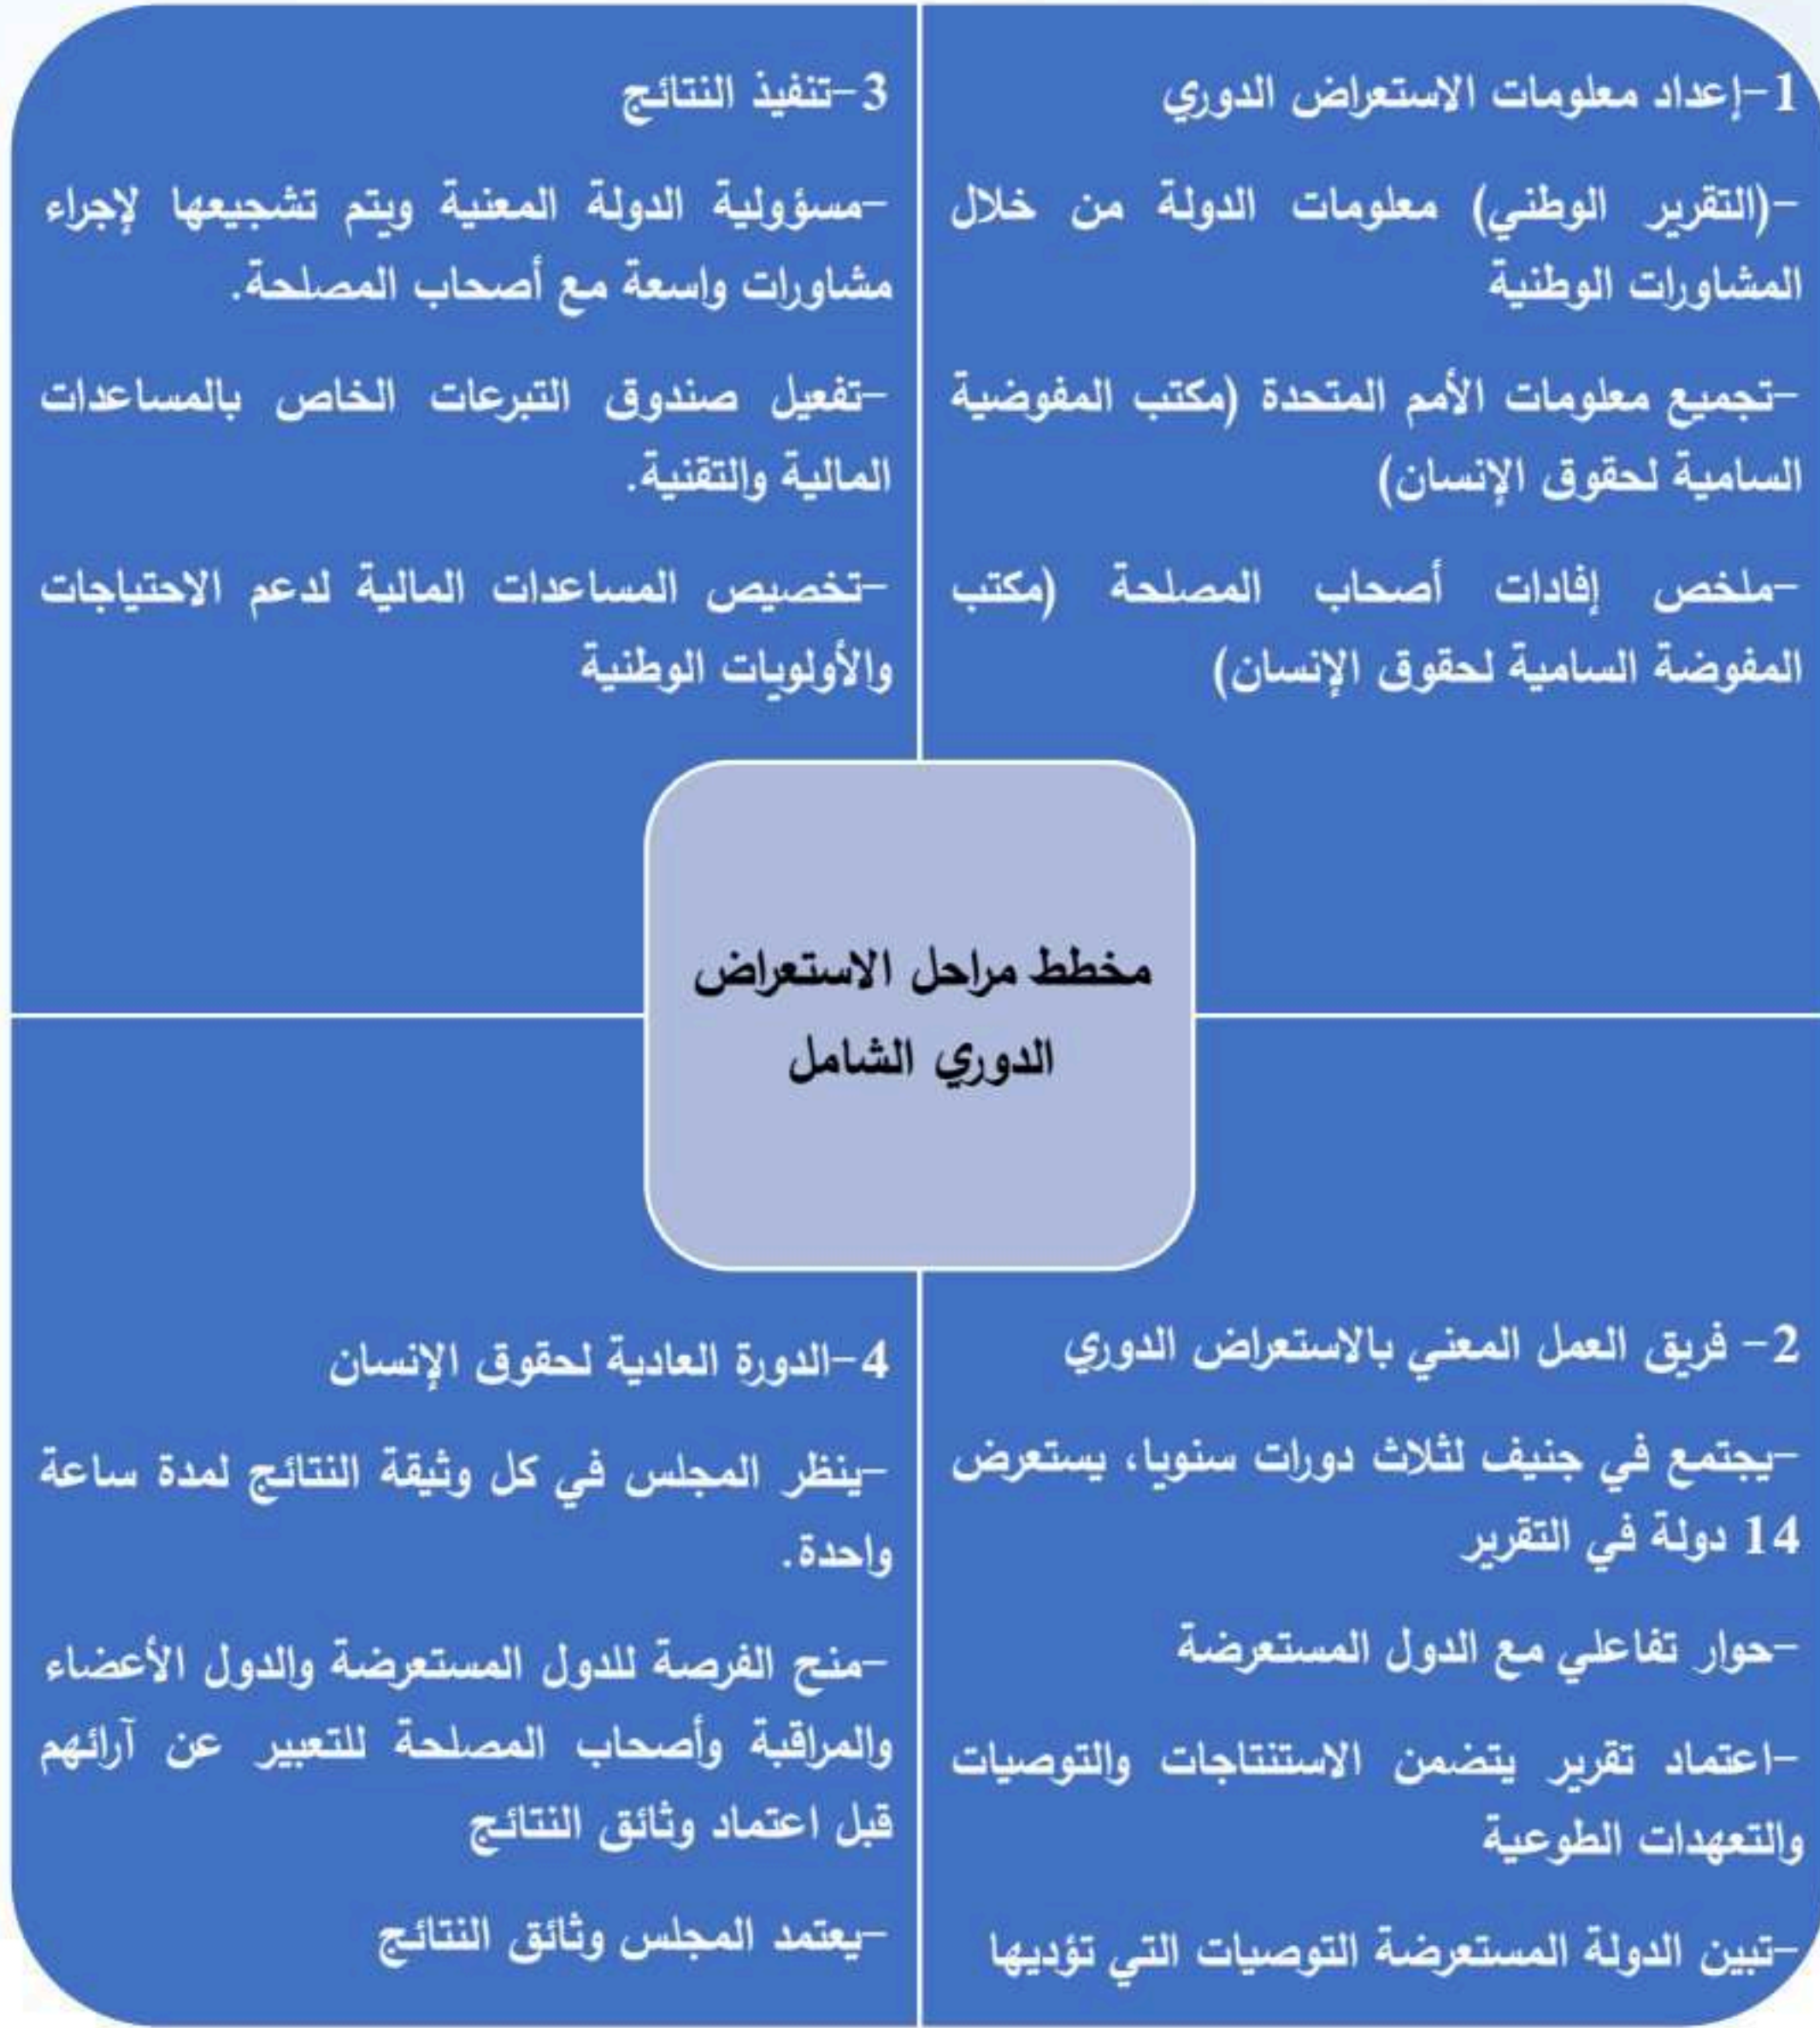 1-إعداد معلومات الاستعراض الدوري
-(التقرير الوطني) معلومات الدولة من خلال
المشاورات الوطنية
-تجميع معلومات الأمم المتحدة (مكتب المفوضية
السامية لحقوق الإنسان)
-ملخص إفادات أصحاب المصلحة (مكتب
المفوضة السامية لحقوق الإنسان)
2- فريق العمل المعني بالاستعراض الدوري
-يجتمع في جنيف لثلاث دورات سنويا، يستعرض
14 دولة في التقرير
-حوار تفاعلي مع الدول المستعرضة
-اعتماد تقرير يتضمن الاستنتاجات والتوصيات
والتعهدات الطوعية
-تبين الدولة المستعرضة التوصيات التي تؤديها
3-تنفيذ النتائج
-مسؤولية الدولة المعنية ويتم تشجيعها لإجراء
مشاورات واسعة مع أصحاب المصلحة.
-تفعيل صندوق التبرعات الخاص بالمساعدات
المالية والتقنية.
-تخصيص المساعدات المالية لدعم الاحتياجات
والأولويات الوطنية
4-الدورة العادية لحقوق الإنسان
-ينظر المجلس في كل وثيقة النتائج لمدة ساعة
واحدة.
-منح الفرصة للدول المستعرضة والدول الأعضاء
والمراقبة وأصحاب المصلحة للتعبير عن آرائهم
قبل اعتماد وثائق النتائج
-يعتمد المجلس وثائق النتائج
مخطط مراحل الاستعراض
الدوري الشامل